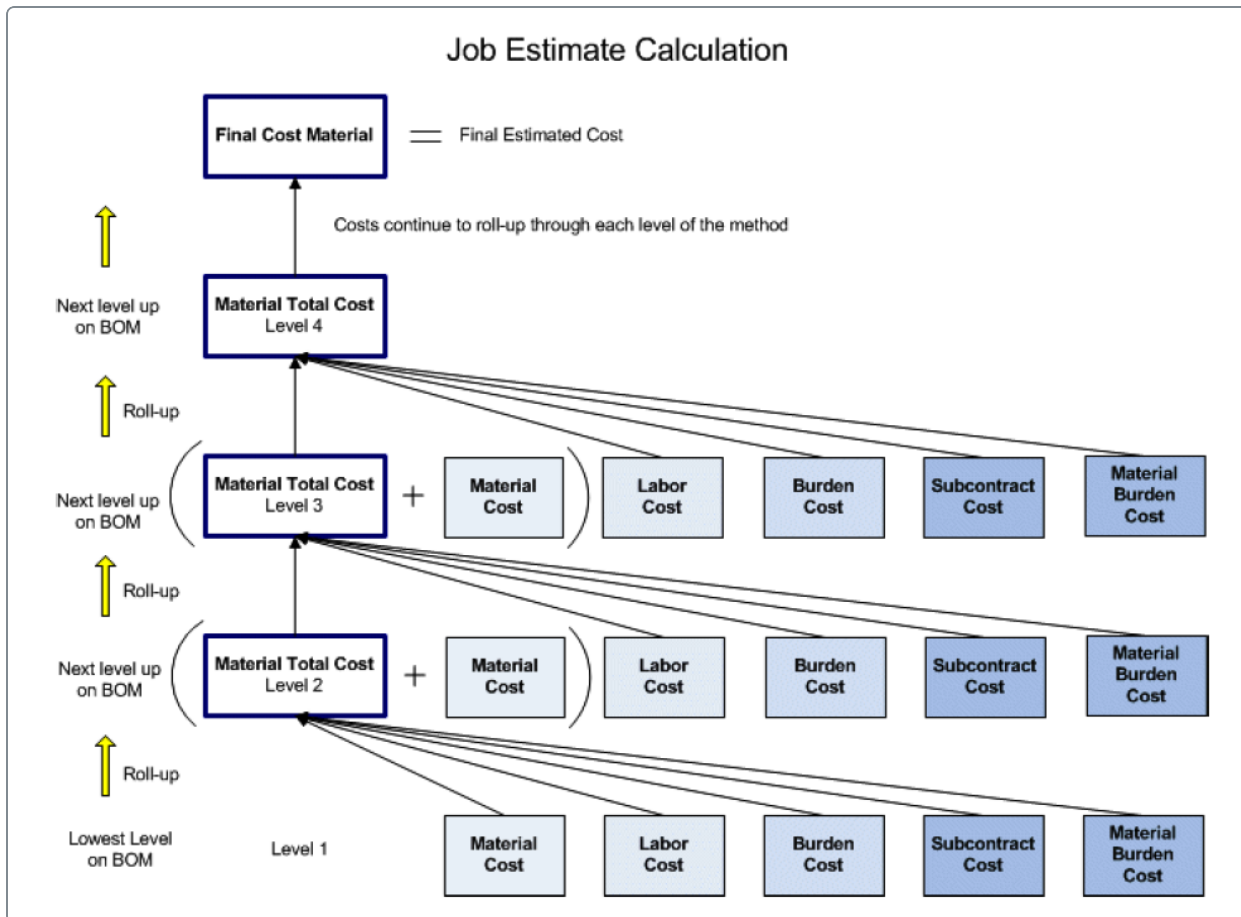 Job Estimate Calculation
Final Cost Material
= Final Estimated Cost
Costs continue to roll-up through each level of the method
Next level up
on BOM
Material Total Cost
Level 4
Roll-up
Next level up
on BOM
(
Material Total Cost
Level 3
+
Material
Cost
)
Labor
Cost
Burden
Cost
Subcontract
Cost
Material
Burden
Cost
Roll-up
Next level up
on BOM
(
Material Total Cost
Level 2
+
Material
Cost
)
Labor
Cost
Burden
Cost
Subcontract
Cost
Material
Burden
Cost
Roll-up
Lowest Level
on BOM
Level 1
Material
Cost
Labor
Cost
Burden
Cost
Subcontract
Cost
Material
Burden
Cost